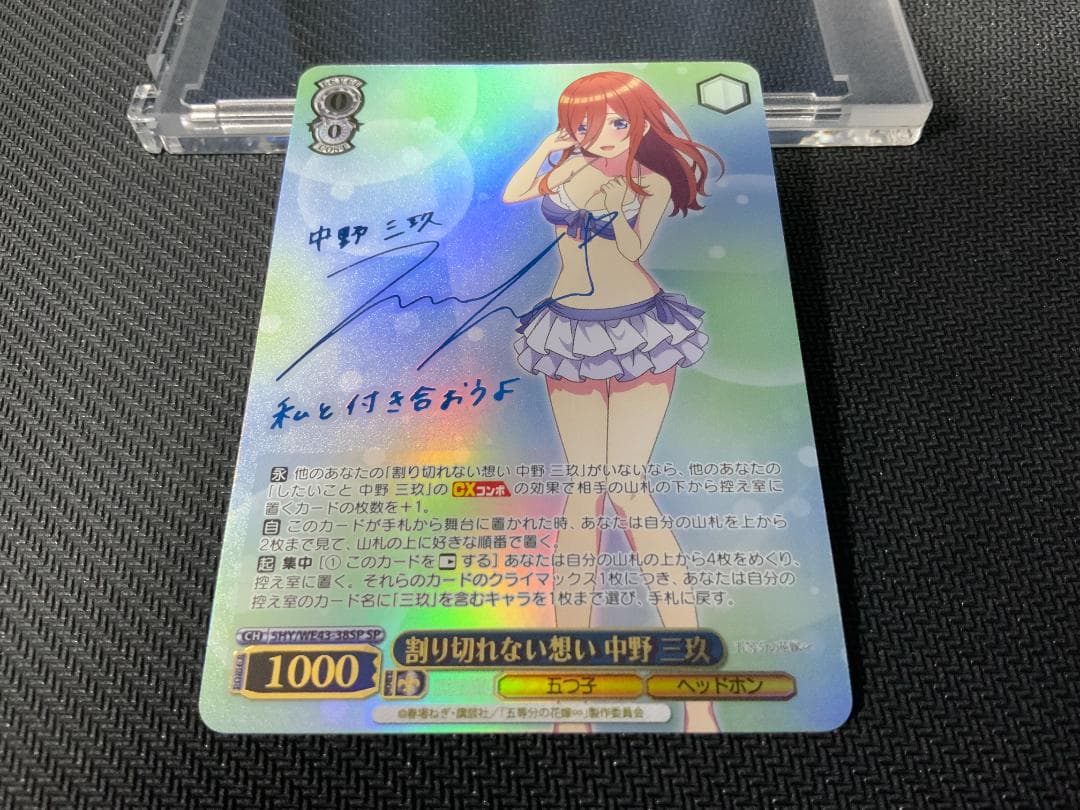 0
0
中野 三玖
私と付き合おうよ
永 他のあなたの「割り切れない想い 中野 三玖」がいないなら、他のあなたの
「したいこと 中野 三玖」の CXコンボ の効果で相手の山札の下から控え室に
置くカードの枚数を+1。
自 このカードが手札から舞台に置かれた時、あなたは自分の山札を上から
2枚まで見て、山札の上に好きな順番で置く。
起 集中 [① このカードを する] あなたは自分の山札の上から4枚をめくり、
控え室に置く。それらのカードのクライマックス1枚につき、あなたは自分の
控え室のカード名に「三玖」を含むキャラを1枚まで選び、手札に戻す。
CH 5HY/WE43-38SP SP
割り切れない想い 中野 三玖
1000
五つ子 ヘッドホン
©春場ねぎ・講談社/「五等分の花嫁∞」製作委員会